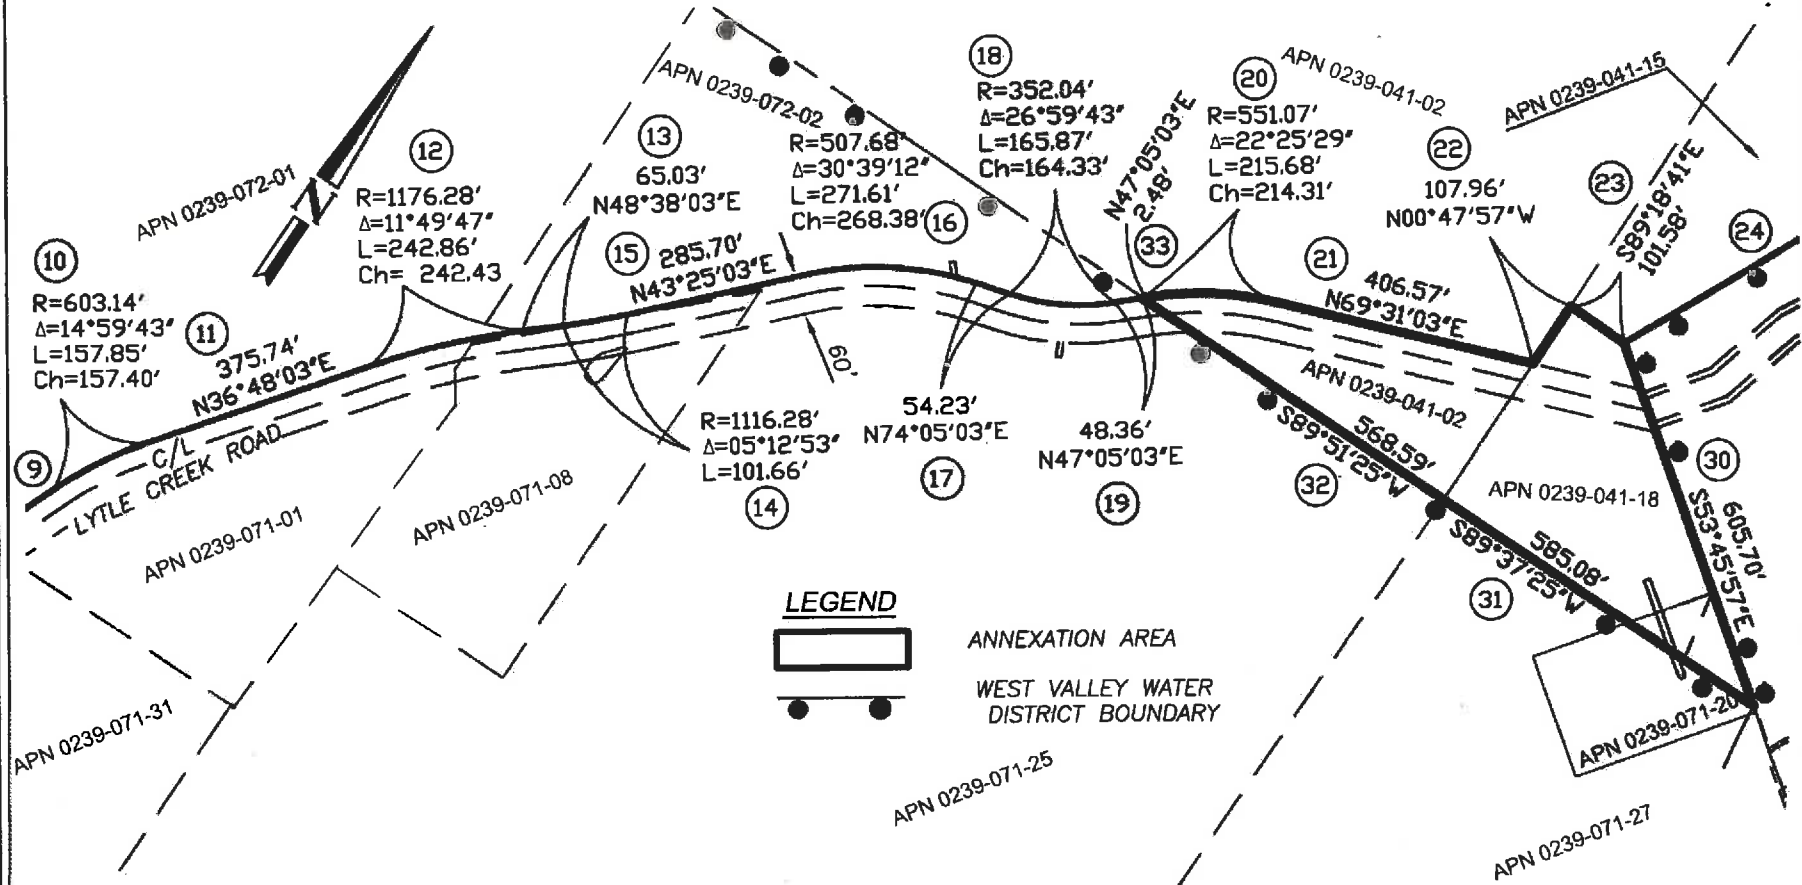 APN 0239-072-01
10
R=603.14'
Δ=14°59'43"
L=157.85'
Ch=157.40'
11
375.74'
N36°48'03"E
9
C/L
LYTLE CREEK ROAD
12
R=1176.28'
Δ=11°49'47"
L=242.86'
Ch= 242.43
N
13
65.03'
N48°38'03"E
15
285.70'
N43°25'03"E
APN 0239-072-02
R=507.68'
Δ=30°39'12"
L=271.61'
Ch=268.38'
16
18
R=352.04'
Δ=26°59'43"
L=165.87'
Ch=164.33'
N47°05'03"E
2.48'
33
20
R=551.07'
Δ=22°25'29"
L=215.68'
Ch=214.31'
APN 0239-041-02
21
406.57'
N69°31'03"E
22
107.96'
N00°47'57"W
APN 0239-041-15
23
S89°18'41"E
101.58'
24
60'
R=1116.28'
Δ=05°12'53"
L=101.66'
14
54.23'
N74°05'03"E
17
48.36'
N47°05'03"E
19
APN 0239-041-02
568.59'
S89°51'25"W
32
APN 0239-041-18
30
605.70'
S53°45'57"E
585.08'
S89°37'25"W
31
APN 0239-071-01
APN 0239-071-08
APN 0239-071-31
LEGEND
ANNEXATION AREA
WEST VALLEY WATER
DISTRICT BOUNDARY
APN 0239-071-25
APN 0239-071-20
APN 0239-071-27